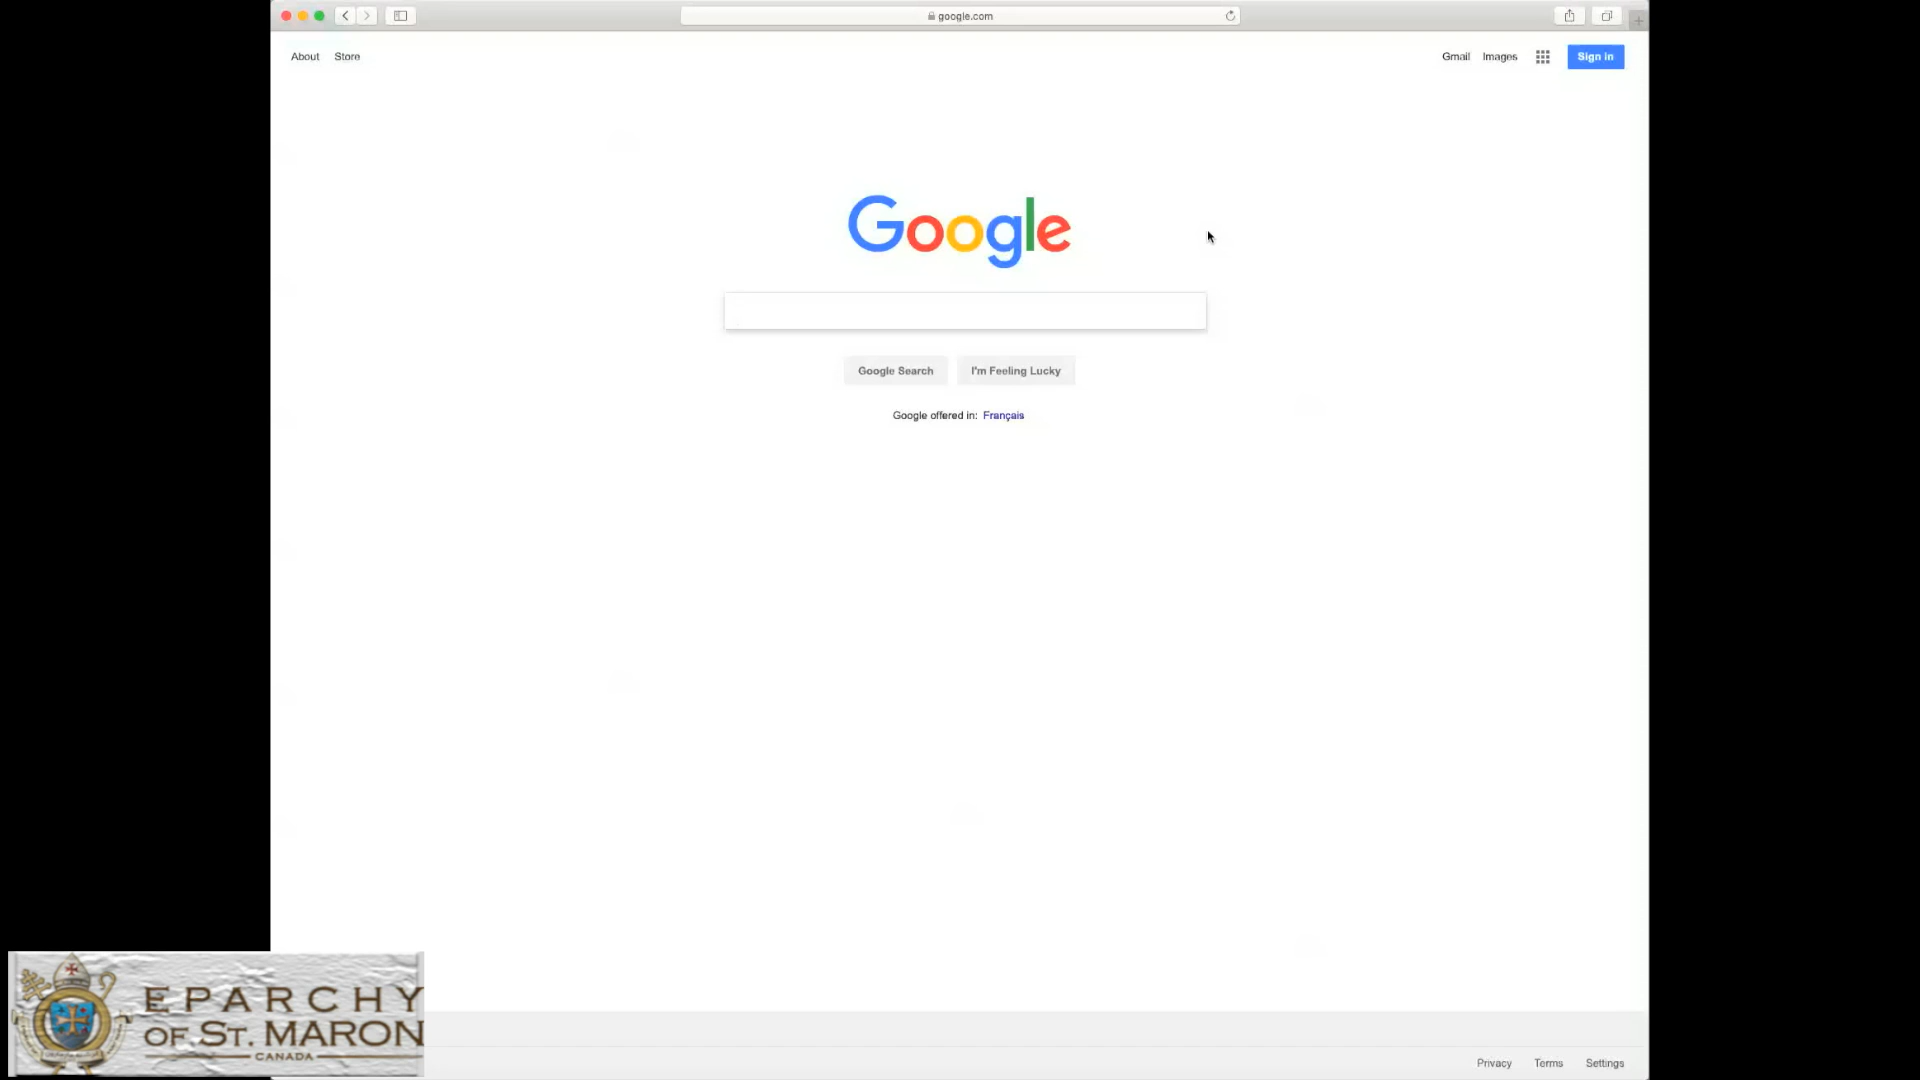 google.com
About Store
Gmail Images Sign in
Google
Google Search I'm Feeling Lucky
Google offered in: Français
EPARCHY
OF ST. MARON
CANADA
Privacy Terms Settings